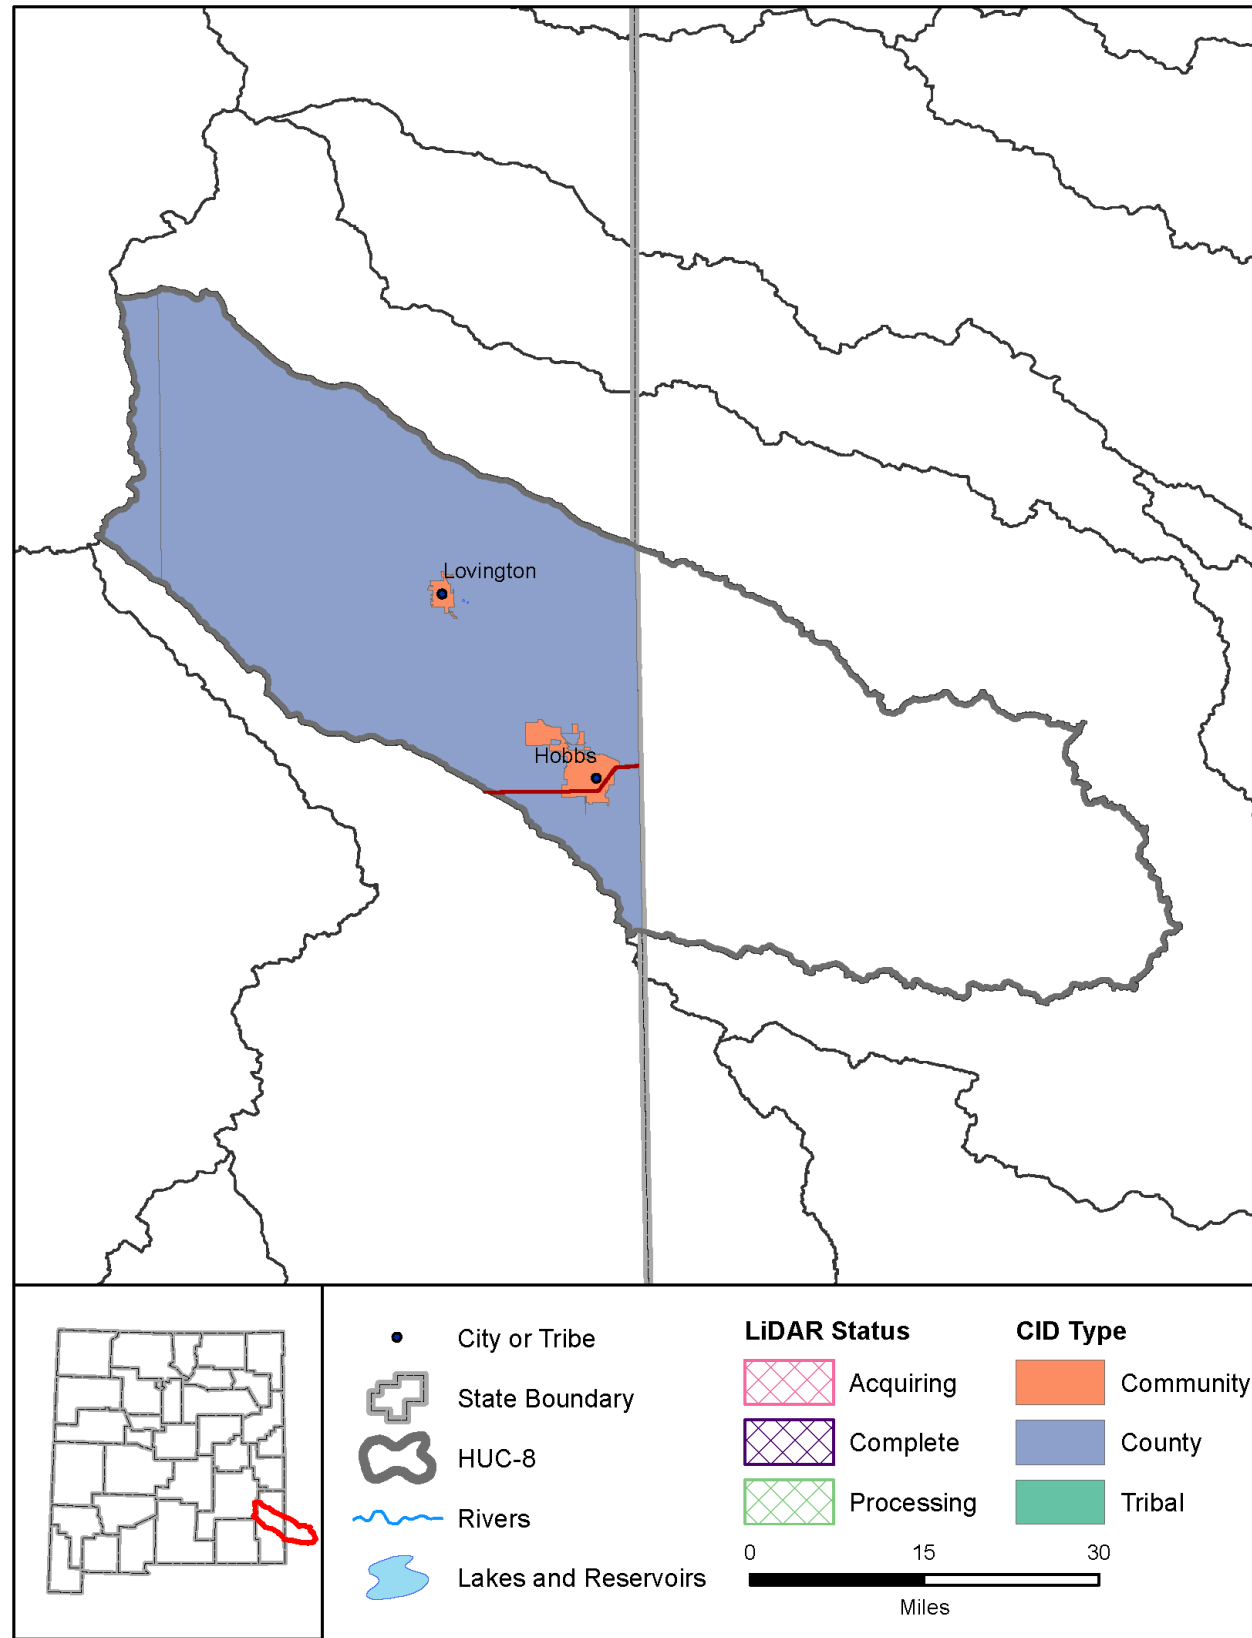 Lovington
Hobbs
City or Tribe
State Boundary
HUC-8
Rivers
Lakes and Reservoirs
LiDAR Status
Acquiring
Complete
Processing
CID Type
Community
County
Tribal
0 15 30
Miles